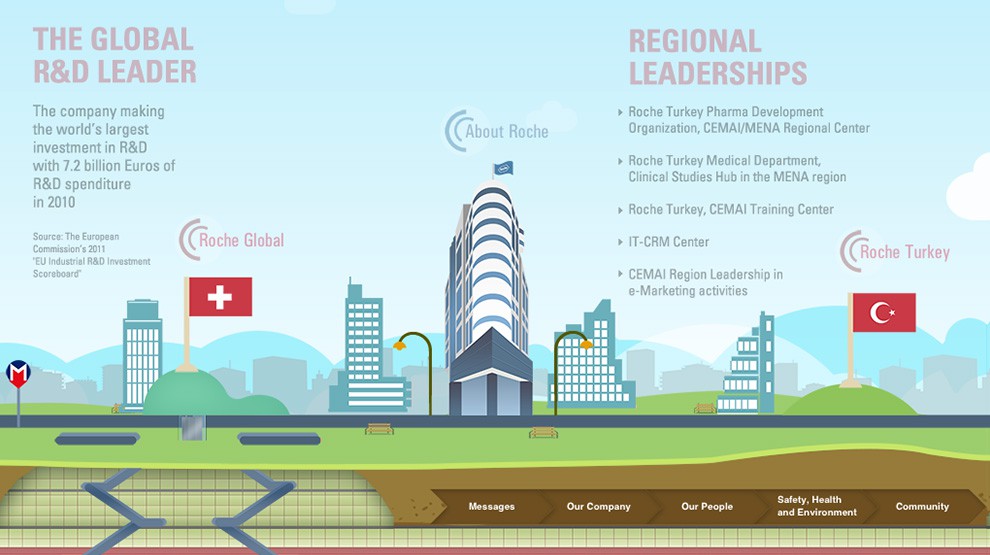 THE GLOBAL
R&D LEADER
The company making
the world's largest
investment in R&D
with 7.2 billion Euros of
R&D spenditure
in 2010
Source: The European
Commission's 2011
"EU Industrial R&D Investment
Scoreboard"
Roche Global
About Roche
REGIONAL
LEADERSHIPS
Roche Turkey Pharma Development
Organization, CEMAI/MENA Regional Center
Roche Turkey Medical Department,
Clinical Studies Hub in the MENA region
Roche Turkey, CEMAI Training Center
IT-CRM Center
CEMAI Region Leadership in
e-Marketing activities
Roche Turkey
M
Messages
Our Company
Our People
Safety, Health
and Environment
Community